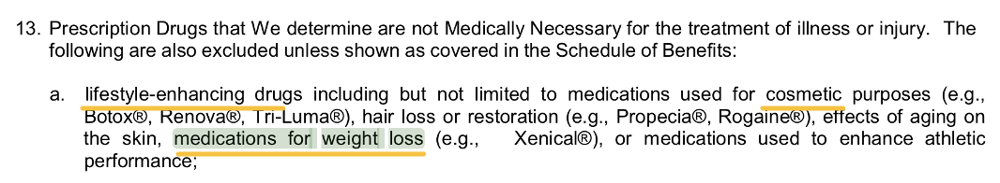 13. Prescription Drugs that We determine are not Medically Necessary for the treatment of illness or injury. The
following are also excluded unless shown as covered in the Schedule of Benefits:
a. lifestyle-enhancing drugs including but not limited to medications used for cosmetic purposes (e.g.,
Botox®, Renova®, Tri-Luma®), hair loss or restoration (e.g., Propecia®, Rogaine®), effects of aging on
the skin, medications for weight loss (e.g., Xenical®), or medications used to enhance athletic
performance;